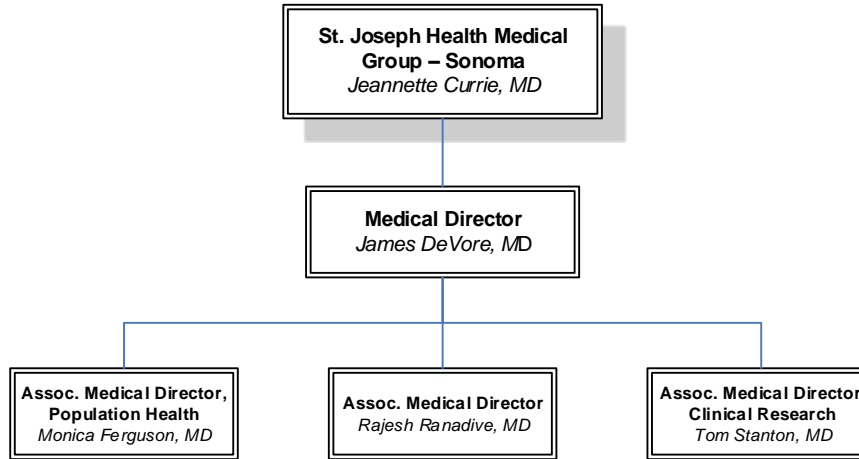 St. Joseph Health Medical
Group – Sonoma
Jeannette Currie, MD
Medical Director
James DeVore, MD
Assoc. Medical Director,
Population Health
Monica Ferguson, MD
Assoc. Medical Director
Rajesh Ranadive, MD
Assoc. Medical Director
Clinical Research
Tom Stanton, MD